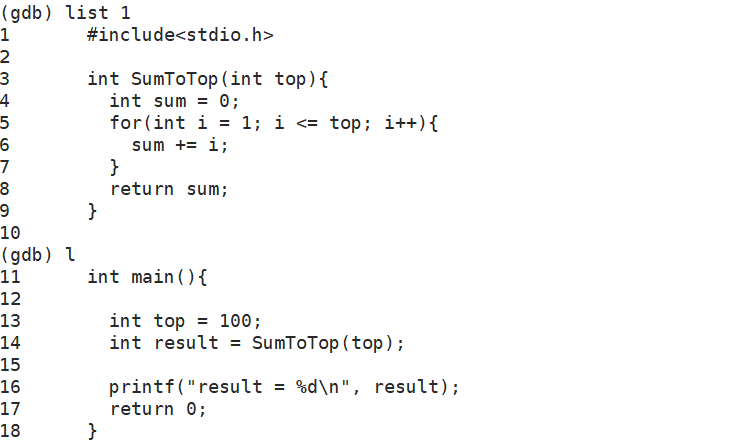 (gdb) list 1
1       #include<stdio.h>
2
3       int SumToTop(int top){
4         int sum = 0;
5         for(int i = 1; i <= top; i++){
6           sum += i;
7         }
8         return sum;
9       }
10
(gdb) l
11      int main(){
12
13        int top = 100;
14        int result = SumToTop(top);
15
16        printf("result = %d\n", result);
17        return 0;
18      }